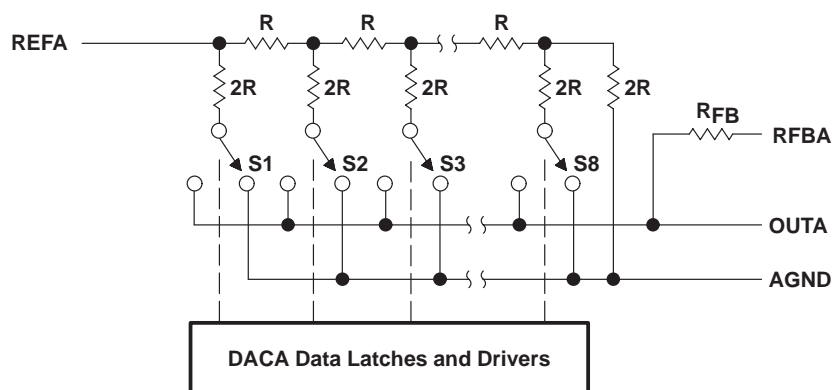 R R R
REFA
2R 2R 2R 2R 2R
RFB
RFBA
S1 S2 S3 S8
OUTA
AGND
DACA Data Latches and Drivers